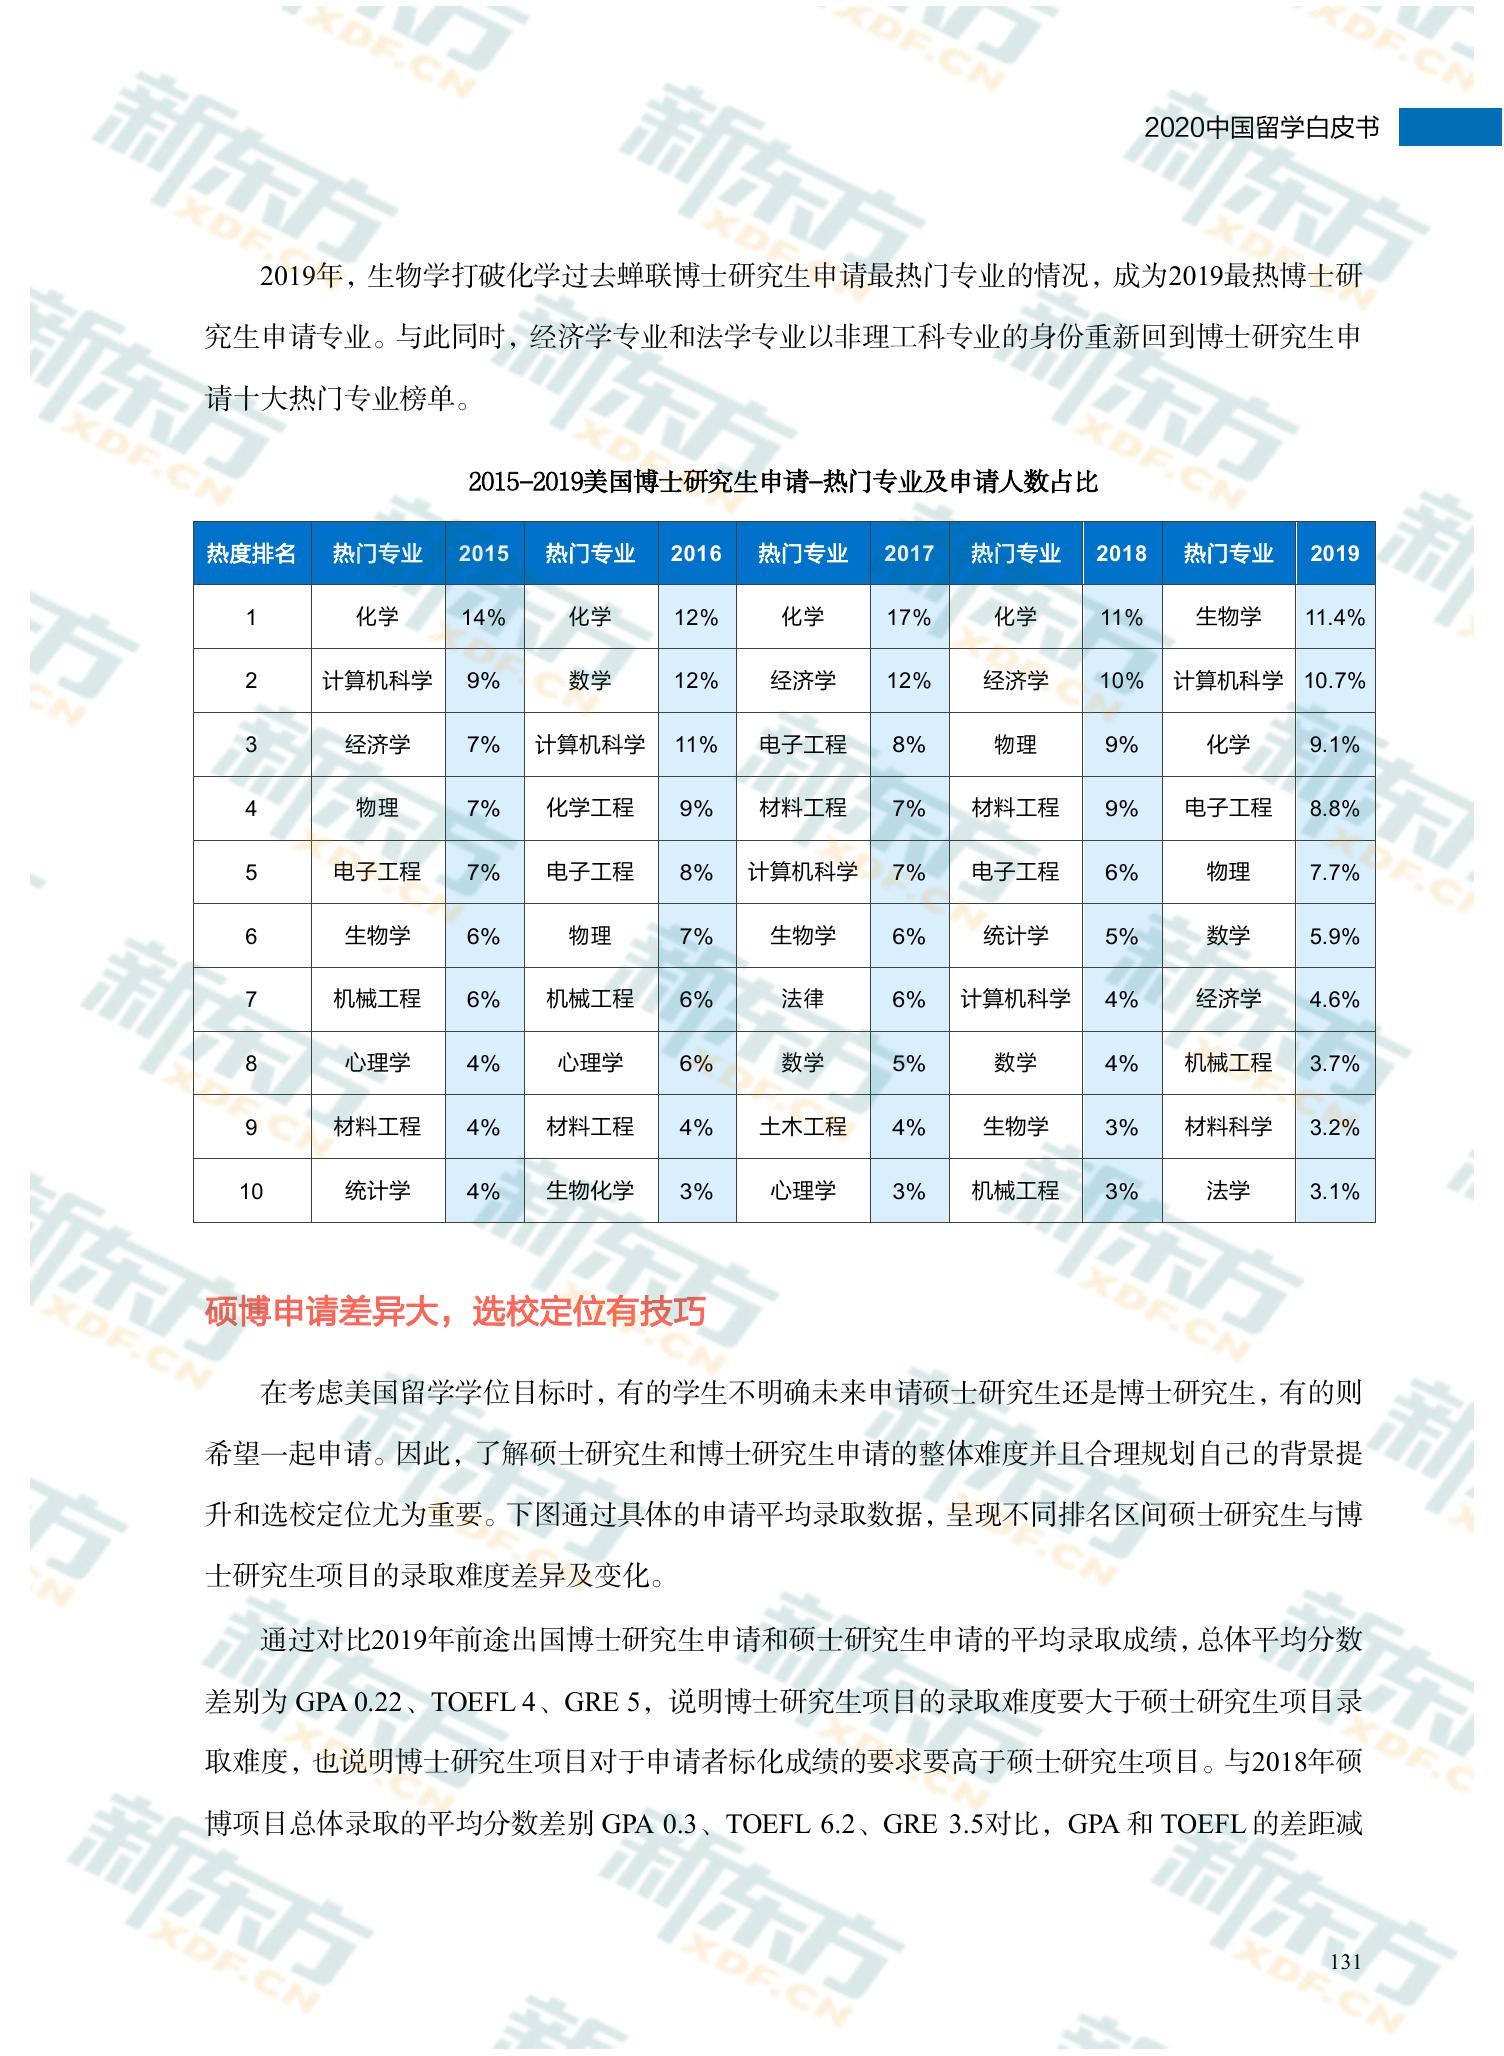 2020中国留学白皮书
2019年，生物学打破化学过去蝉联博士研究生申请最热门专业的情况，成为2019最热博士研
究生申请专业。与此同时，经济学专业和法学专业以非理工科专业的身份重新回到博士研究生申
请十大热门专业榜单。
2015-2019美国博士研究生申请-热门专业及申请人数占比
热度排名 热门专业 2015 热门专业 2016 热门专业 2017 热门专业 2018 热门专业 2019
1 化学 14% 化学 12% 化学 17% 化学 11% 生物学 11.4%
2 计算机科学 9% 数学 12% 经济学 12% 经济学 10% 计算机科学 10.7%
3 经济学 7% 计算机科学 11% 电子工程 8% 物理 9% 化学 9.1%
4 物理 7% 化学工程 9% 材料工程 7% 材料工程 9% 电子工程 8.8%
5 电子工程 7% 电子工程 8% 计算机科学 7% 电子工程 6% 物理 7.7%
6 生物学 6% 物理 7% 生物学 6% 统计学 5% 数学 5.9%
7 机械工程 6% 机械工程 6% 法律 6% 计算机科学 4% 经济学 4.6%
8 心理学 4% 心理学 6% 数学 5% 数学 4% 机械工程 3.7%
9 材料工程 4% 材料工程 4% 土木工程 4% 生物学 3% 材料科学 3.2%
10 统计学 4% 生物化学 3% 心理学 3% 机械工程 3% 法学 3.1%
硕博申请差异大，选校定位有技巧
在考虑美国留学学位目标时，有的学生不明确未来申请硕士研究生还是博士研究生，有的则
希望一起申请。因此，了解硕士研究生和博士研究生申请的整体难度并且合理规划自己的背景提
升和选校定位尤为重要。下图通过具体的申请平均录取数据，呈现不同排名区间硕士研究生与博
士研究生项目的录取难度差异及变化。
通过对比2019年前途出国博士研究生申请和硕士研究生申请的平均录取成绩，总体平均分数
差别为 GPA 0.22、TOEFL 4、GRE 5，说明博士研究生项目的录取难度要大于硕士研究生项目录
取难度，也说明博士研究生项目对于申请者标化成绩的要求要高于硕士研究生项目。与2018年硕
博项目总体录取的平均分数差别 GPA 0.3、TOEFL 6.2、GRE 3.5对比，GPA 和 TOEFL 的差距减
131